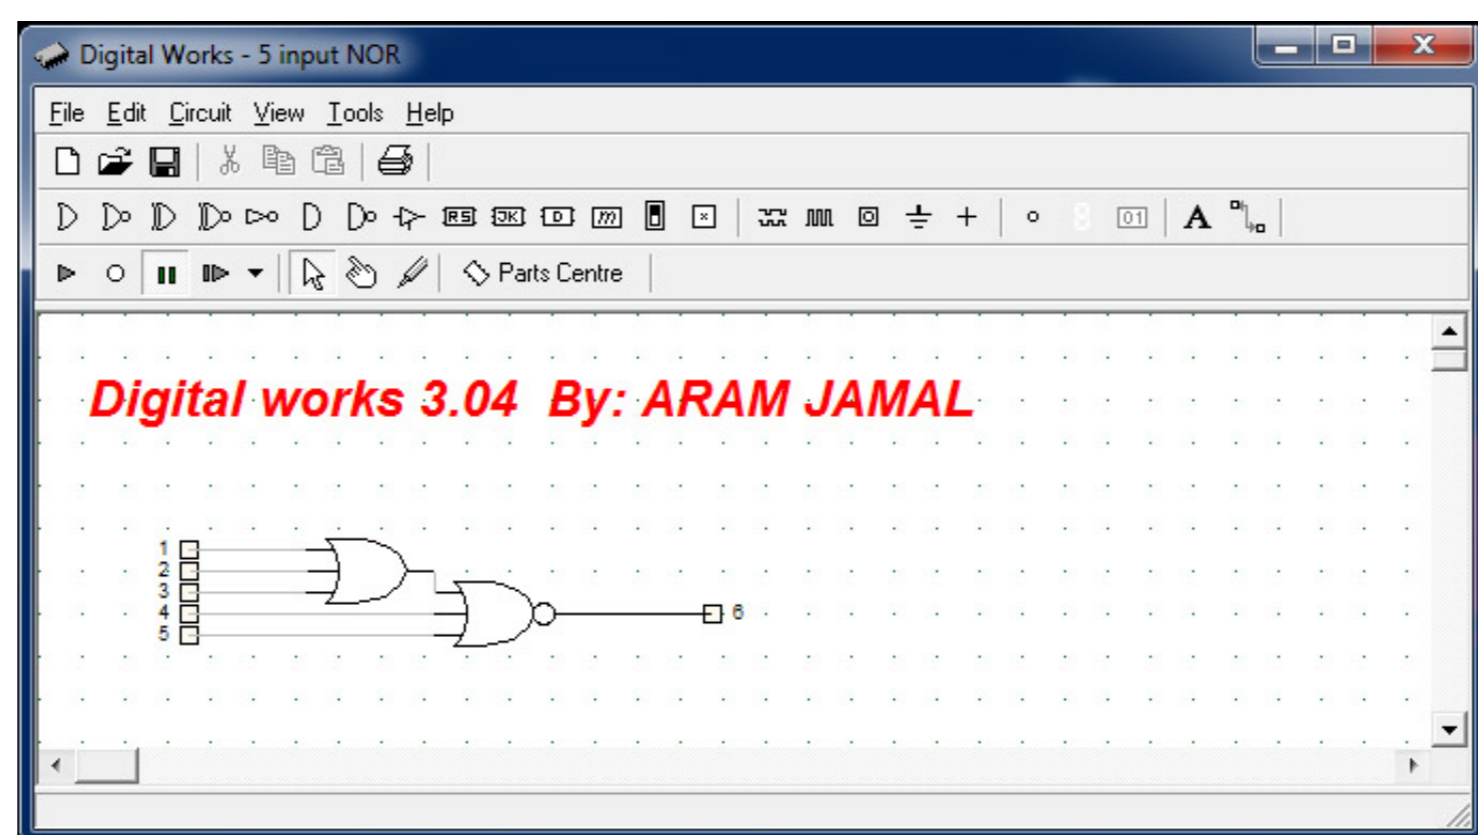 Digital Works - 5 input NOR
File Edit Circuit View Tools Help
RS JK D m 01 A
Parts Centre
Digital works 3.04 By: ARAM JAMAL
1
2
3
4
5
6